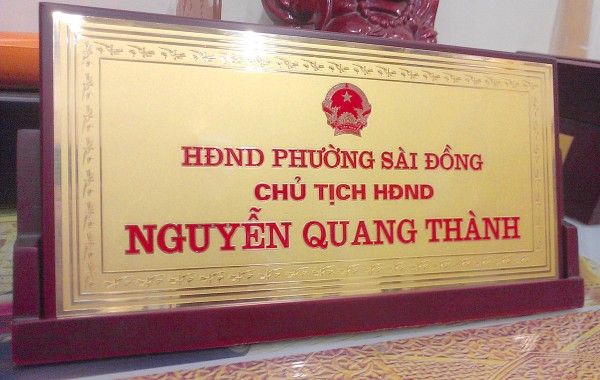 HĐND PHƯỜNG SÀI ĐỒNG
CHỦ TỊCH HĐND
NGUYỄN QUANG THÀNH